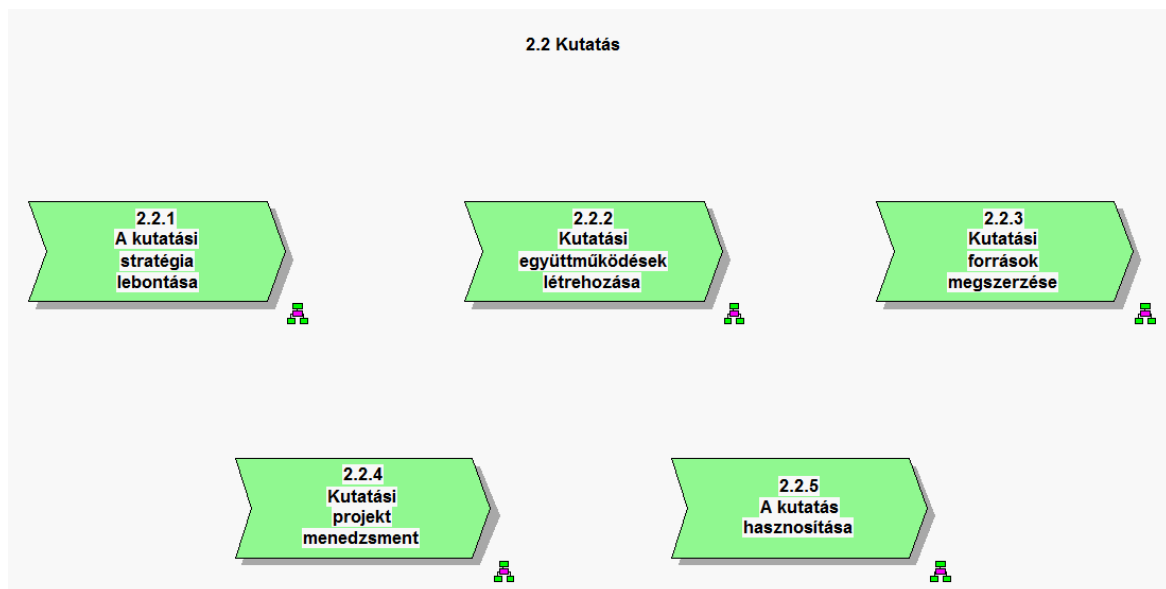 2.2 Kutatás
2.2.1
A kutatási
stratégia
lebontása
2.2.2
Kutatási
együttműködések
létrehozása
2.2.3
Kutatási
források
megszerzése
2.2.4
Kutatási
projekt
menedzsment
2.2.5
A kutatás
hasznosítása